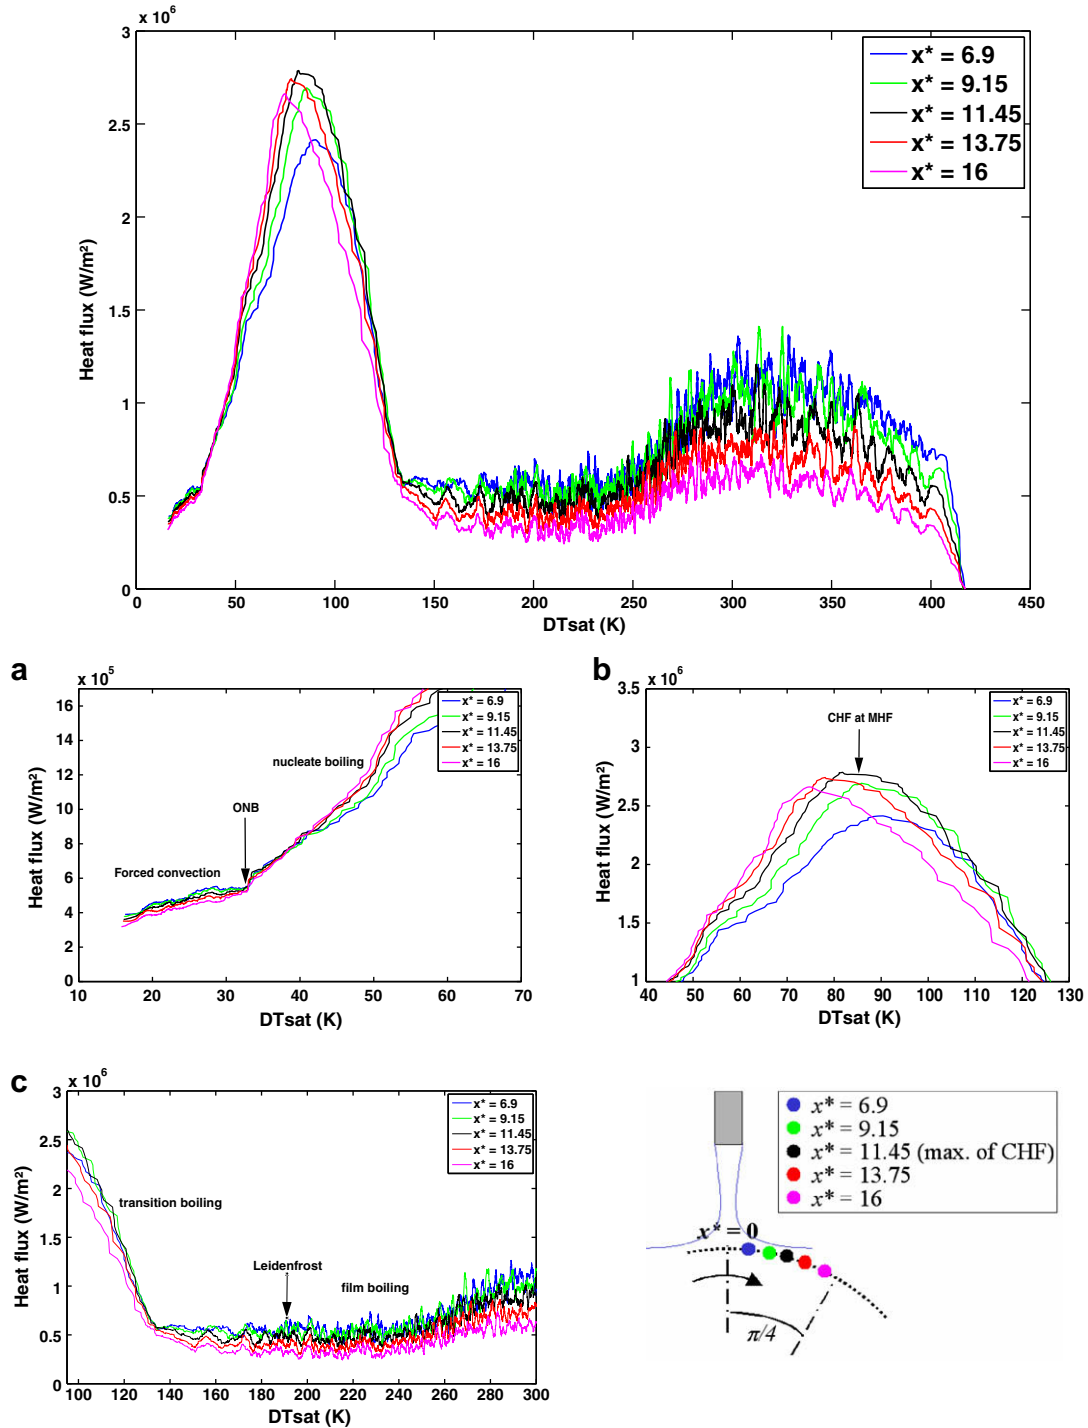 x 10⁶
3
2.5
2
1.5
1
0.5
0
Heat flux (W/m²)
0 50 100 150 200 250 300 350 400 450
DTsat (K)
x* = 6.9
x* = 9.15
x* = 11.45
x* = 13.75
x* = 16
a
x 10⁵
16
14
12
10
8
6
4
2
0
Heat flux (W/m²)
10 20 30 40 50 60 70
DTsat (K)
x* = 6.9
x* = 9.15
x* = 11.45
x* = 13.75
x* = 16
nucleate boiling
ONB
Forced convection
b
x 10⁶
3.5
3
2.5
2
1.5
1
Heat flux (W/m²)
40 50 60 70 80 90 100 110 120 130
DTsat (K)
x* = 6.9
x* = 9.15
x* = 11.45
x* = 13.75
x* = 16
CHF at MHF
c
x 10⁶
3
2.5
2
1.5
1
0.5
0
Heat flux (W/m²)
100 120 140 160 180 200 220 240 260 280 300
DTsat (K)
x* = 6.9
x* = 9.15
x* = 11.45
x* = 13.75
x* = 16
transition boiling
Leidenfrost
film boiling
x* = 6.9
x* = 9.15
x* = 11.45 (max. of CHF)
x* = 13.75
x* = 16
x* = 0
π/4